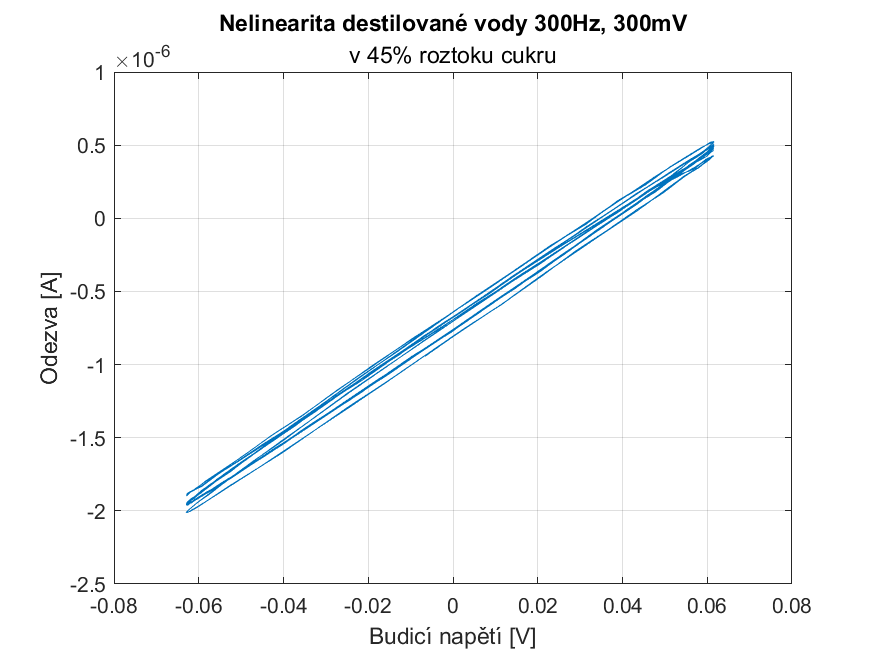 Nelinearita destilované vody 300Hz, 300mV
v 45% roztoku cukru
×10-6
1
0.5
0
-0.5
-1
-1.5
-2
-2.5
Odezva [A]
-0.08 -0.06 -0.04 -0.02 0 0.02 0.04 0.06 0.08
Budicí napětí [V]